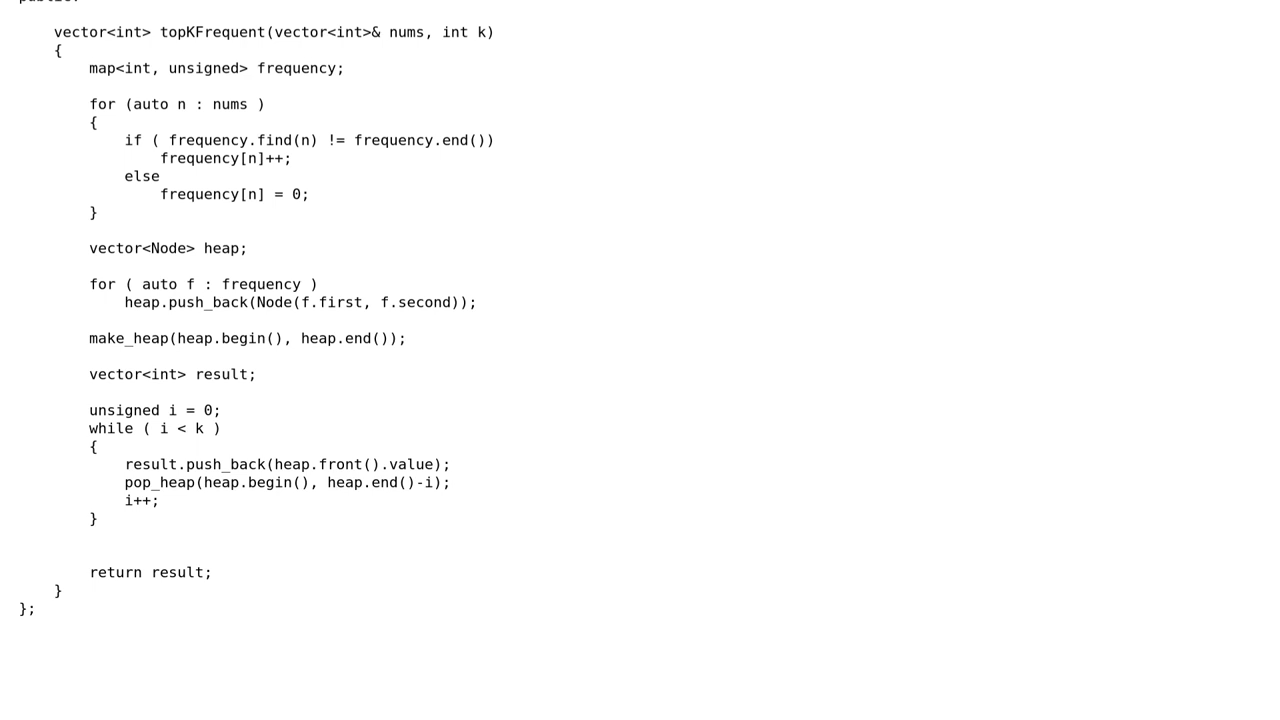 vector<int> topKFrequent(vector<int>& nums, int k)
{
map<int, unsigned> frequency;
for (auto n : nums )
{
if ( frequency.find(n) != frequency.end())
frequency[n]++;
else
frequency[n] = 0;
}
vector<Node> heap;
for ( auto f : frequency )
heap.push_back(Node(f.first, f.second));
make_heap(heap.begin(), heap.end());
vector<int> result;
unsigned i = 0;
while ( i < k )
{
result.push_back(heap.front().value);
pop_heap(heap.begin(), heap.end()-i);
i++;
}
return result;
}
};